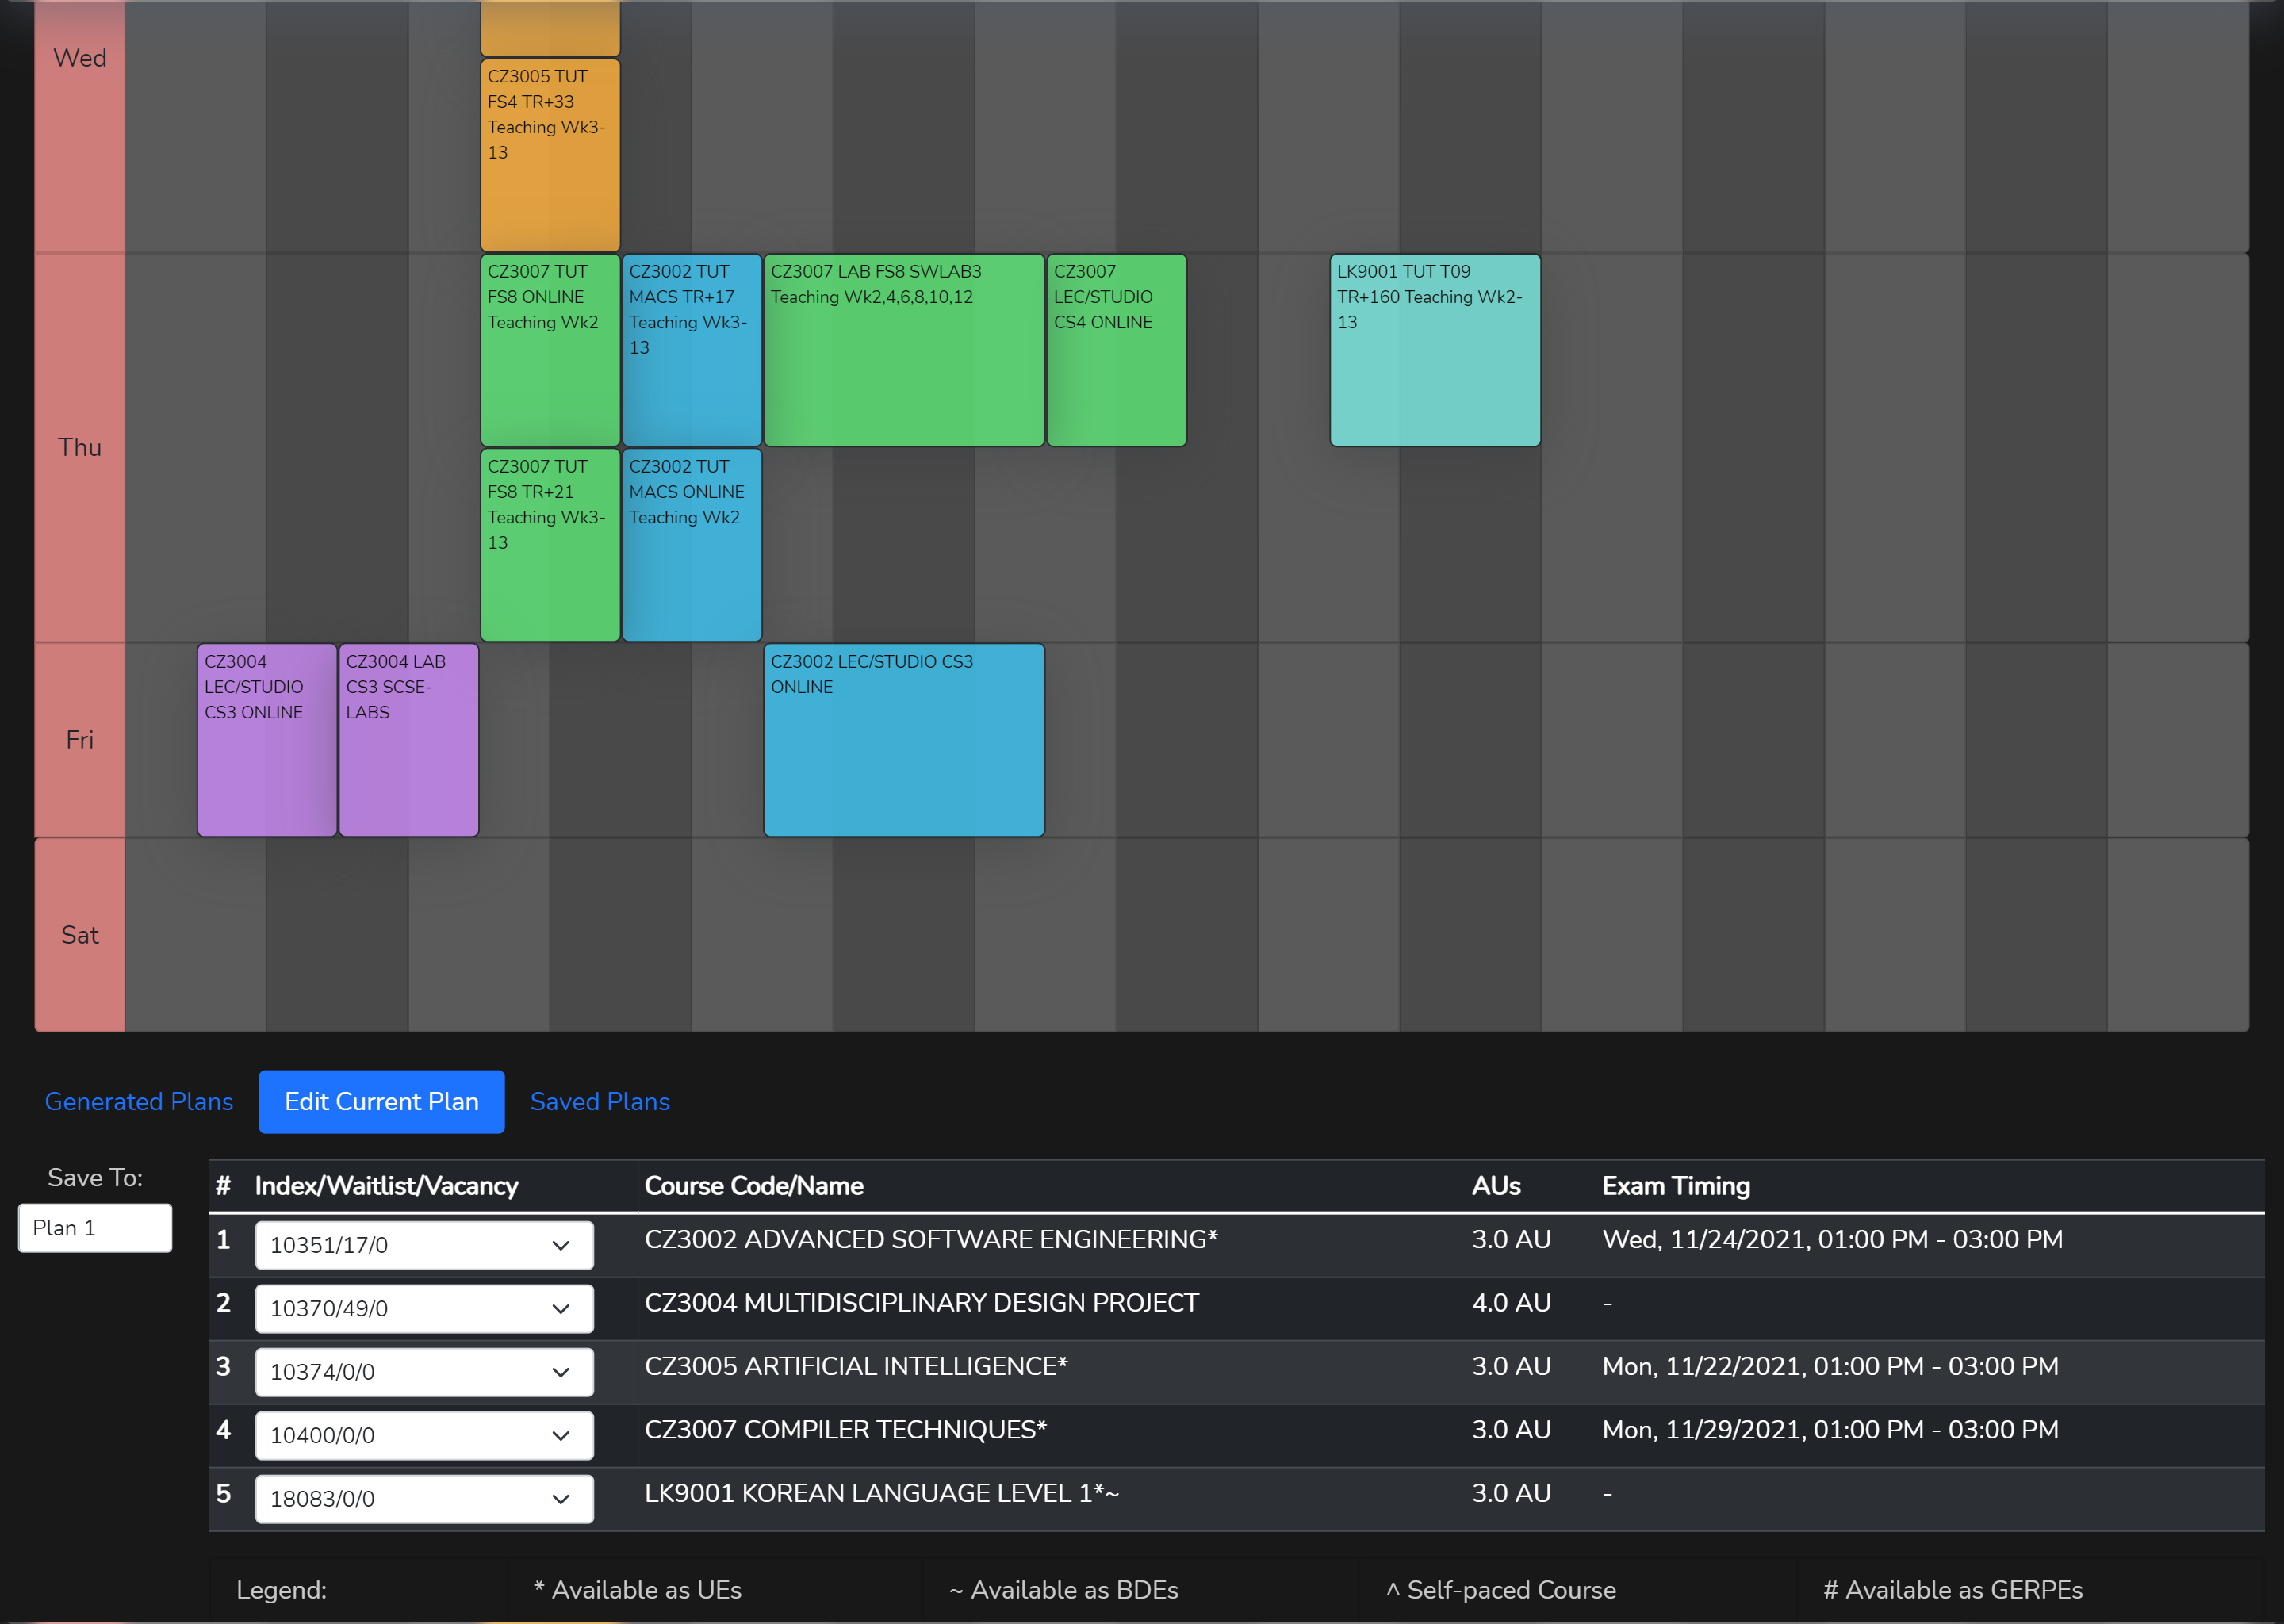 Wed
CZ3005 TUT
FS4 TR+33
Teaching Wk3-
13
Thu
CZ3007 TUT
FS8 ONLINE
Teaching Wk2
CZ3002 TUT
MACS TR+17
Teaching Wk3-
13
CZ3007 LAB FS8 SWLAB3
Teaching Wk2,4,6,8,10,12
CZ3007
LEC/STUDIO
CS4 ONLINE
LK9001 TUT T09
TR+160 Teaching Wk2-
13
CZ3007 TUT
FS8 TR+21
Teaching Wk3-
13
CZ3002 TUT
MACS ONLINE
Teaching Wk2
Fri
CZ3004
LEC/STUDIO
CS3 ONLINE
CZ3004 LAB
CS3 SCSE-
LABS
CZ3002 LEC/STUDIO CS3
ONLINE
Sat
Generated Plans Edit Current Plan Saved Plans
Save To:
Plan 1
# Index/Waitlist/Vacancy Course Code/Name AUs Exam Timing
1 10351/17/0 CZ3002 ADVANCED SOFTWARE ENGINEERING* 3.0 AU Wed, 11/24/2021, 01:00 PM - 03:00 PM
2 10370/49/0 CZ3004 MULTIDISCIPLINARY DESIGN PROJECT 4.0 AU -
3 10374/0/0 CZ3005 ARTIFICIAL INTELLIGENCE* 3.0 AU Mon, 11/22/2021, 01:00 PM - 03:00 PM
4 10400/0/0 CZ3007 COMPILER TECHNIQUES* 3.0 AU Mon, 11/29/2021, 01:00 PM - 03:00 PM
5 18083/0/0 LK9001 KOREAN LANGUAGE LEVEL 1*~ 3.0 AU -
Legend: * Available as UEs ~ Available as BDEs ^ Self-paced Course # Available as GERPEs